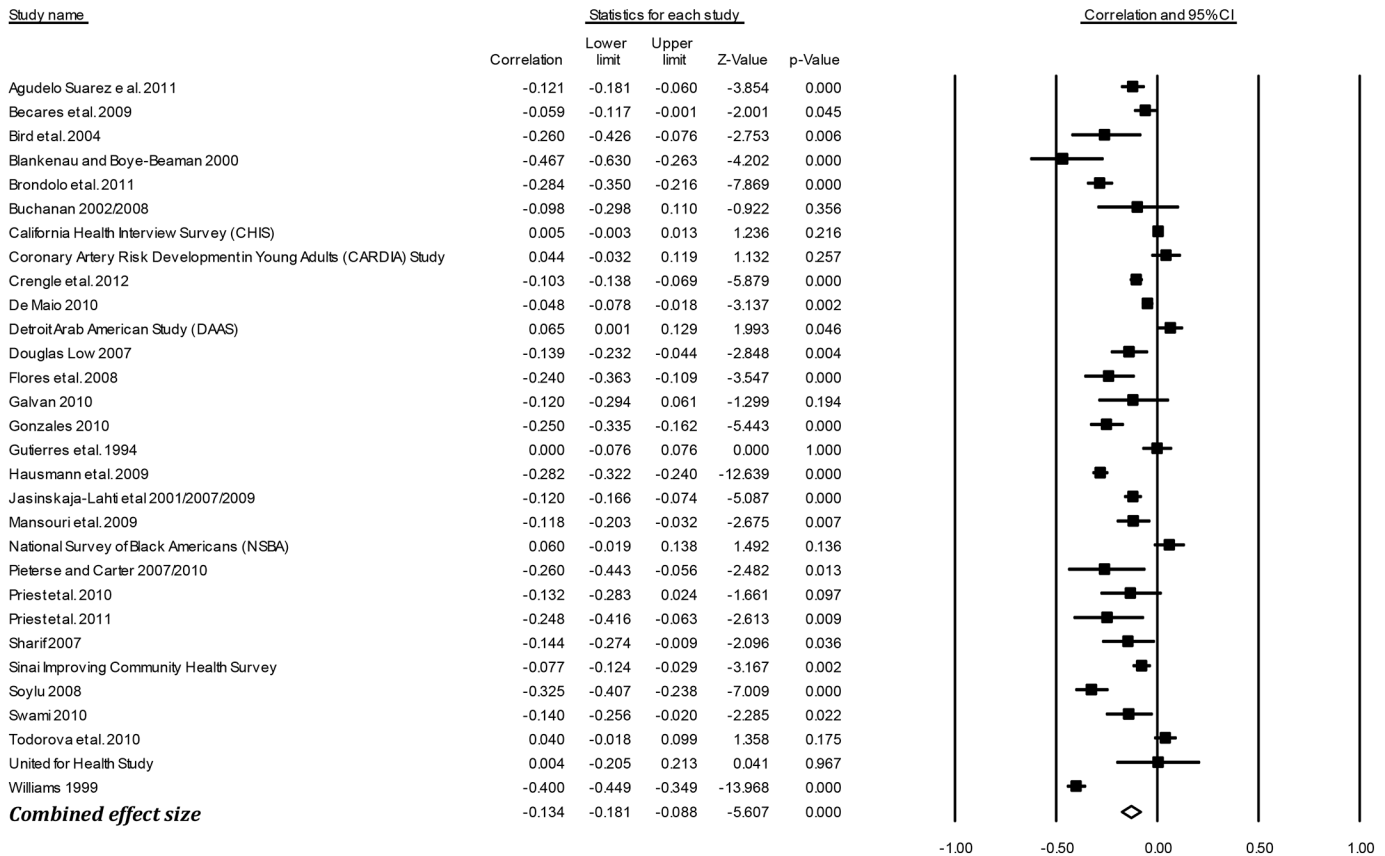 Study name Statistics for each study Correlation and 95%CI
Lower Upper
Correlation limit limit Z-Value p-Value
Agudelo Suarez e al. 2011 -0.121 -0.181 -0.060 -3.854 0.000
Becares et al. 2009 -0.059 -0.117 -0.001 -2.001 0.045
Bird et al. 2004 -0.260 -0.426 -0.076 -2.753 0.006
Blankenau and Boye-Beaman 2000 -0.467 -0.630 -0.263 -4.202 0.000
Brondolo et al. 2011 -0.284 -0.350 -0.216 -7.869 0.000
Buchanan 2002/2008 -0.098 -0.298 0.110 -0.922 0.356
California Health Interview Survey (CHIS) 0.005 -0.003 0.013 1.236 0.216
Coronary Artery Risk Development in Young Adults (CARDIA) Study 0.044 -0.032 0.119 1.132 0.257
Crengle et al. 2012 -0.103 -0.138 -0.069 -5.879 0.000
De Maio 2010 -0.048 -0.078 -0.018 -3.137 0.002
Detroit Arab American Study (DAAS) 0.065 0.001 0.129 1.993 0.046
Douglas Low 2007 -0.139 -0.232 -0.044 -2.848 0.004
Flores et al. 2008 -0.240 -0.363 -0.109 -3.547 0.000
Galvan 2010 -0.120 -0.294 0.061 -1.299 0.194
Gonzales 2010 -0.250 -0.335 -0.162 -5.443 0.000
Gutierres et al. 1994 0.000 -0.076 0.076 0.000 1.000
Hausmann et al. 2009 -0.282 -0.322 -0.240 -12.639 0.000
Jasinskaja-Lahti et al 2001/2007/2009 -0.120 -0.166 -0.074 -5.087 0.000
Mansouri et al. 2009 -0.118 -0.203 -0.032 -2.675 0.007
National Survey of Black Americans (NSBA) 0.060 -0.019 0.138 1.492 0.136
Pieterse and Carter 2007/2010 -0.260 -0.443 -0.056 -2.482 0.013
Priest et al. 2010 -0.132 -0.283 0.024 -1.661 0.097
Priest et al. 2011 -0.248 -0.416 -0.063 -2.613 0.009
Sharif 2007 -0.144 -0.274 -0.009 -2.096 0.036
Sinai Improving Community Health Survey -0.077 -0.124 -0.029 -3.167 0.002
Soylu 2008 -0.325 -0.407 -0.238 -7.009 0.000
Swami 2010 -0.140 -0.256 -0.020 -2.285 0.022
Todorova et al. 2010 0.040 -0.018 0.099 1.358 0.175
United for Health Study 0.004 -0.205 0.213 0.041 0.967
Williams 1999 -0.400 -0.449 -0.349 -13.968 0.000
Combined effect size -0.134 -0.181 -0.088 -5.607 0.000
-1.00 -0.50 0.00 0.50 1.00